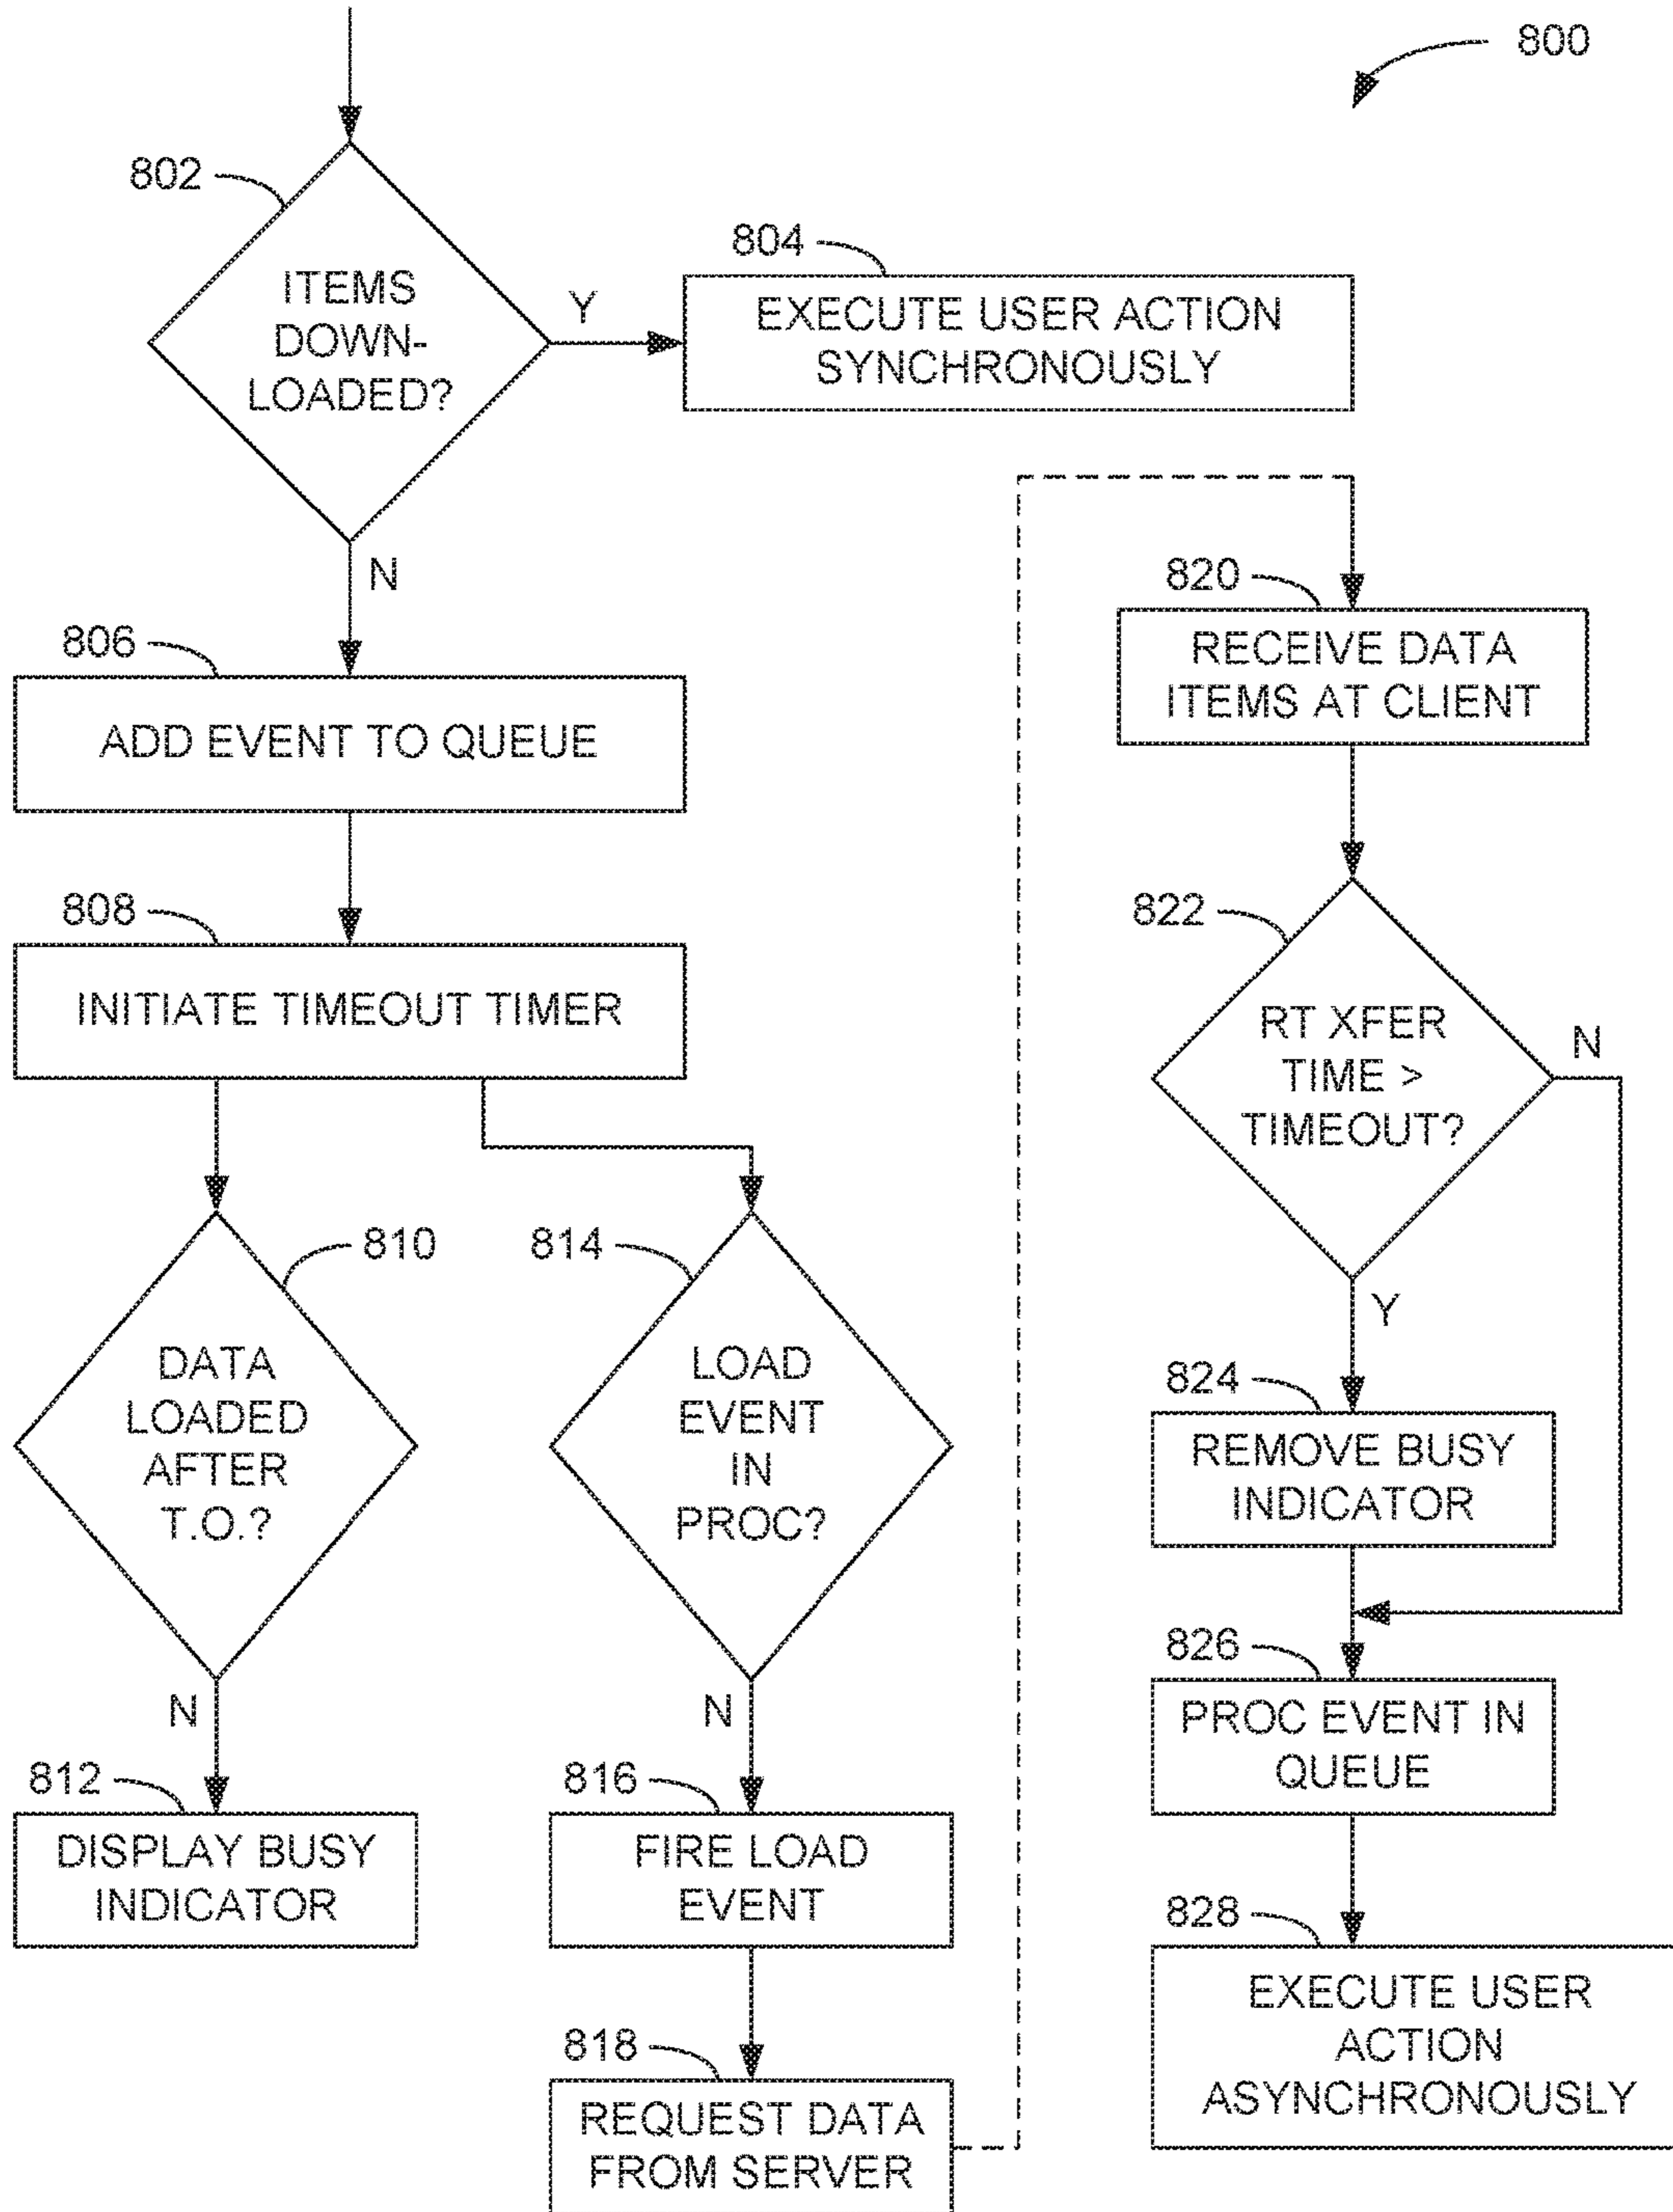 800
802
ITEMS
DOWN-
LOADED?
Y
N
804
EXECUTE USER ACTION
SYNCHRONOUSLY
806
ADD EVENT TO QUEUE
808
INITIATE TIMEOUT TIMER
810
DATA
LOADED
AFTER
T.O.?
N
812
DISPLAY BUSY
INDICATOR
814
LOAD
EVENT
IN
PROC?
N
816
FIRE LOAD
EVENT
818
REQUEST DATA
FROM SERVER
820
RECEIVE DATA
ITEMS AT CLIENT
822
RT XFER
TIME >
TIMEOUT?
N
Y
824
REMOVE BUSY
INDICATOR
826
PROC EVENT IN
QUEUE
828
EXECUTE USER
ACTION
ASYNCHRONOUSLY